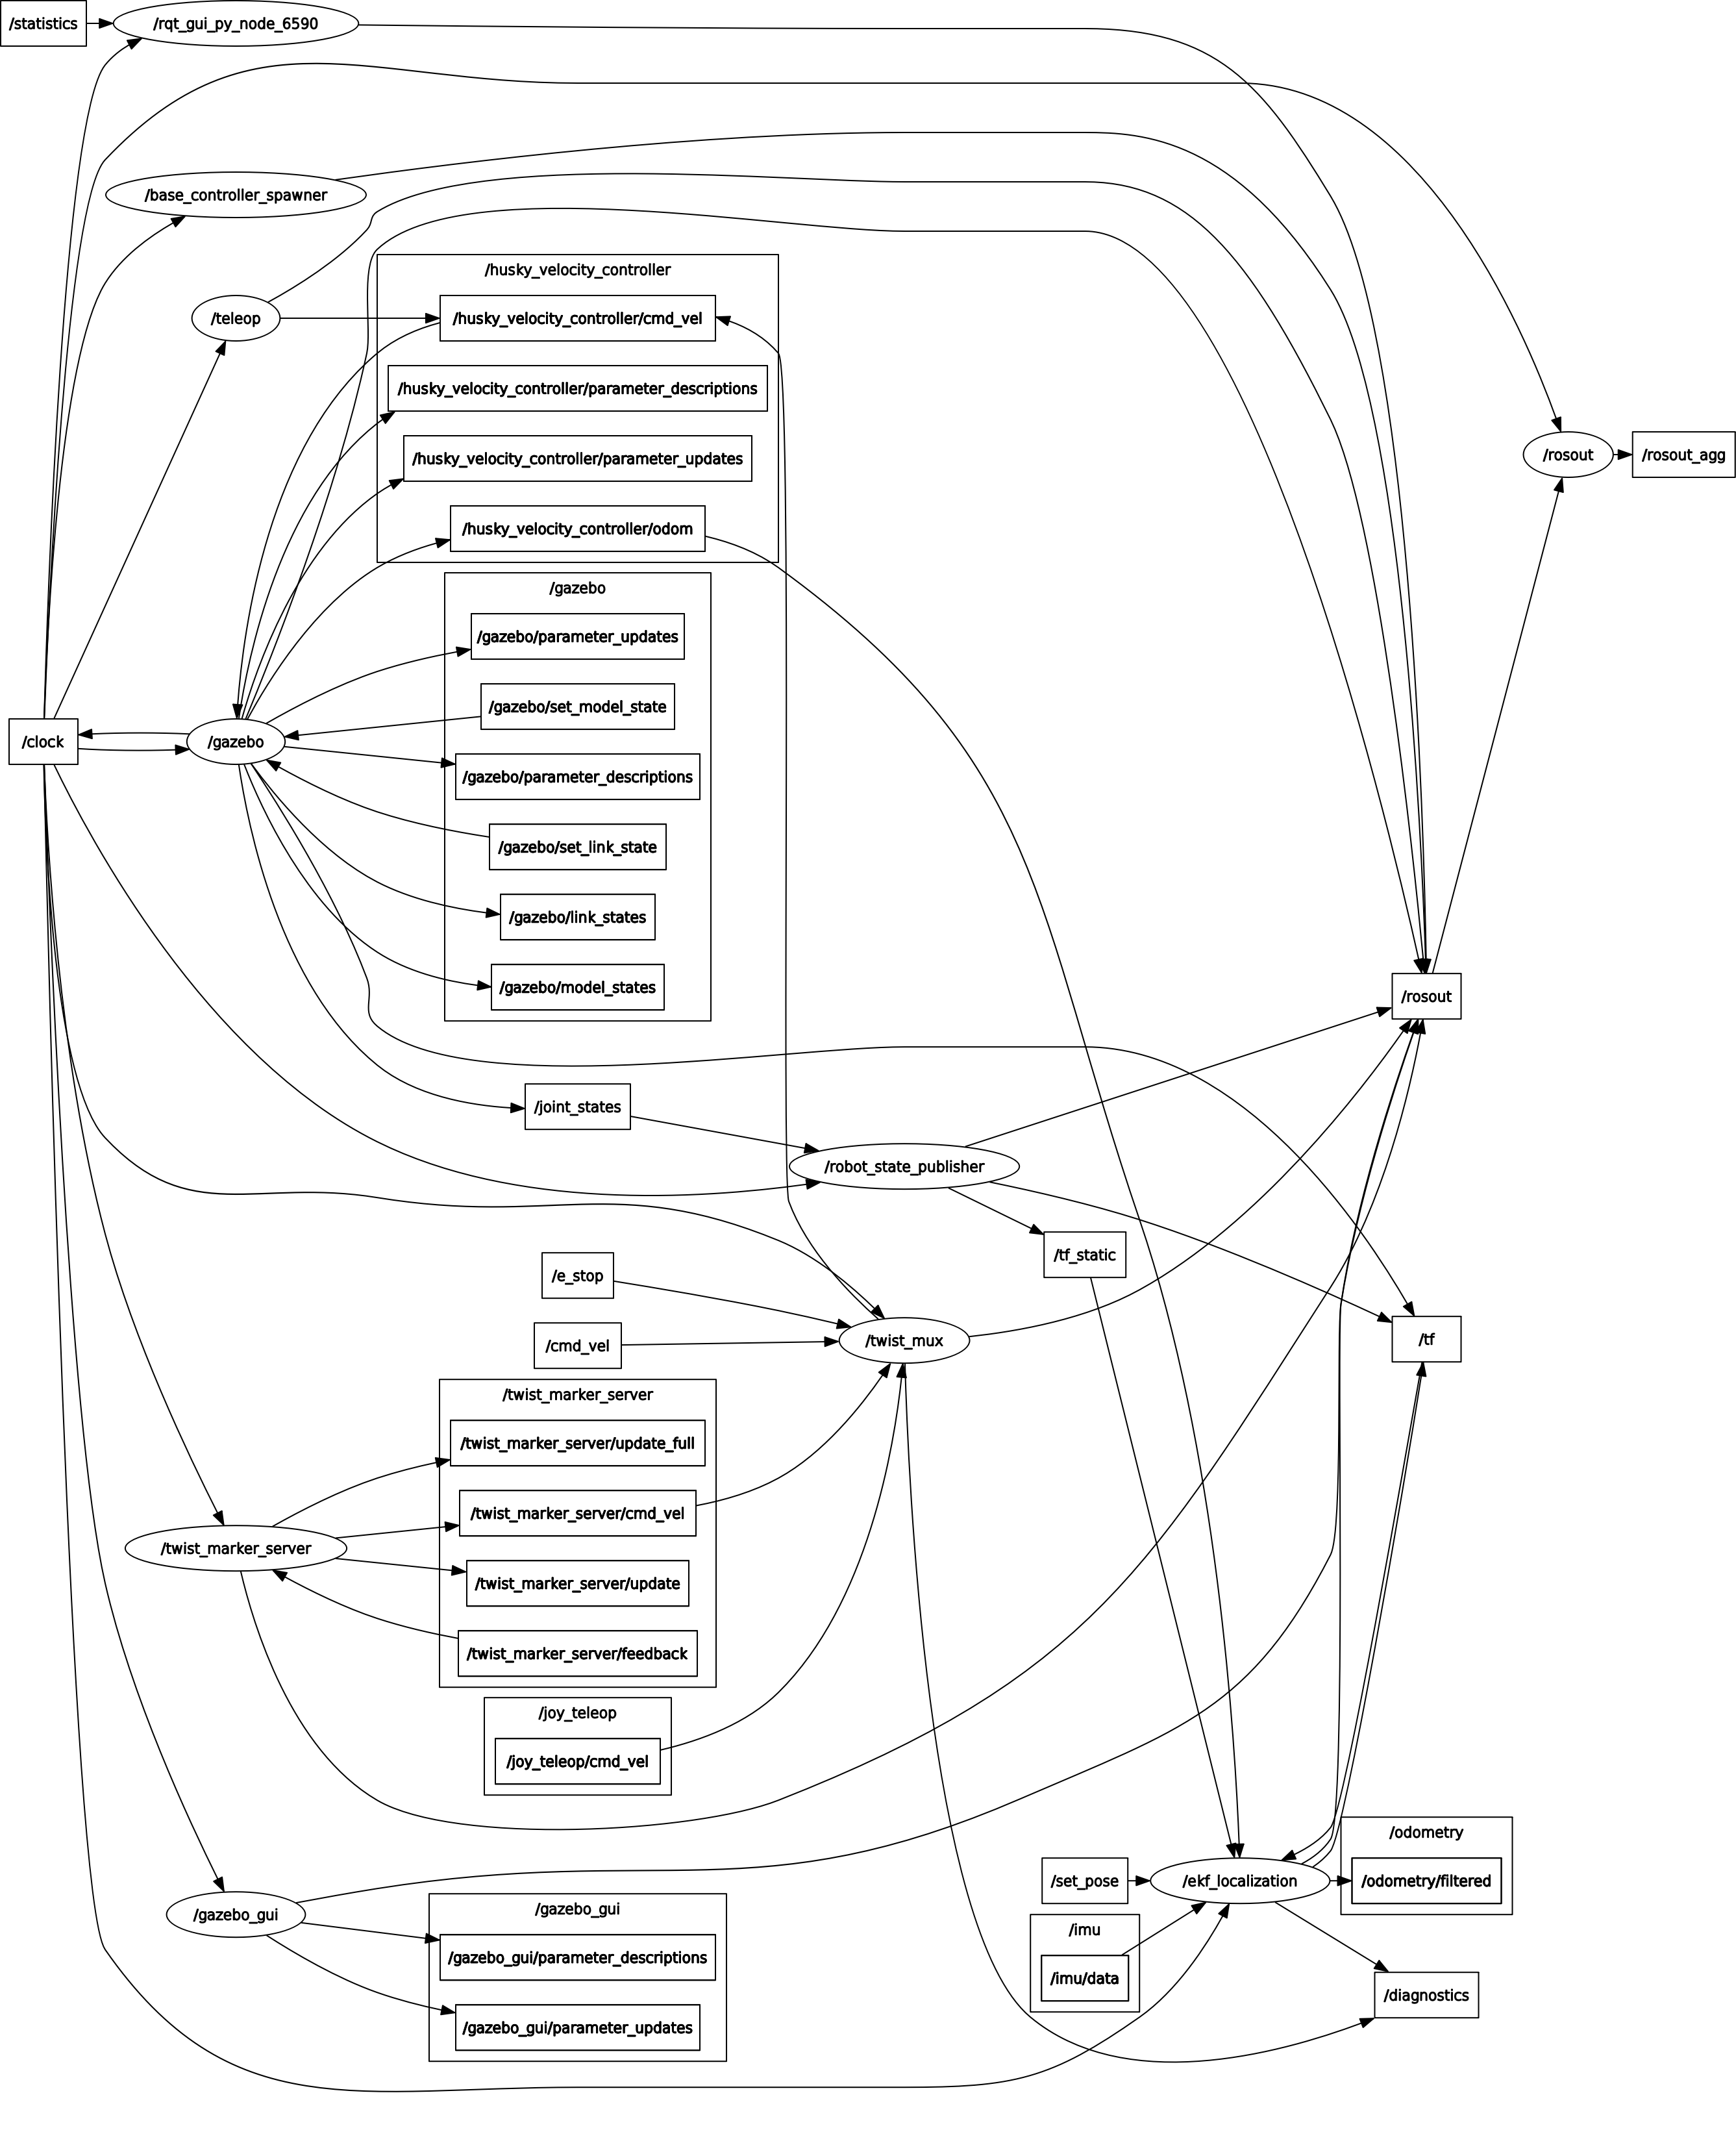 /statistics
/rqt_gui_py_node_6590
/base_controller_spawner
/husky_velocity_controller
/teleop
/husky_velocity_controller/cmd_vel
/husky_velocity_controller/parameter_descriptions
/husky_velocity_controller/parameter_updates
/rosout
/rosout_agg
/husky_velocity_controller/odom
/gazebo
/gazebo/parameter_updates
/gazebo/set_model_state
/clock
/gazebo
/gazebo/parameter_descriptions
/gazebo/set_link_state
/gazebo/link_states
/gazebo/model_states
/rosout
/joint_states
/robot_state_publisher
/tf_static
/e_stop
/twist_mux
/tf
/cmd_vel
/twist_marker_server
/twist_marker_server/update_full
/twist_marker_server/cmd_vel
/twist_marker_server
/twist_marker_server/update
/twist_marker_server/feedback
/joy_teleop
/joy_teleop/cmd_vel
/odometry
/set_pose
/ekf_localization
/odometry/filtered
/gazebo_gui
/gazebo_gui
/imu
/gazebo_gui/parameter_descriptions
/imu/data
/diagnostics
/gazebo_gui/parameter_updates